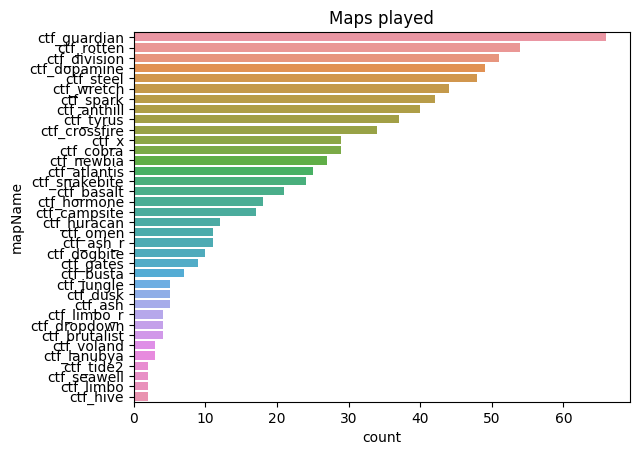 Maps played
mapName
ctf_guardian
ctf_rotten
ctf_division
ctf_dopamine
ctf_steel
ctf_wretch
ctf_spark
ctf_anthill
ctf_tyrus
ctf_crossfire
ctf_x
ctf_cobra
ctf_newbia
ctf_atlantis
ctf_snakebite
ctf_basalt
ctf_hormone
ctf_campsite
ctf_huracan
ctf_omen
ctf_ash_r
ctf_dogbite
ctf_gates
ctf_busta
ctf_jungle
ctf_dusk
ctf_ash
ctf_limbo_r
ctf_dropdown
ctf_brutalist
ctf_voland
ctf_lanubya
ctf_tide2
ctf_seawell
ctf_limbo
ctf_hive
0 10 20 30 40 50 60
count